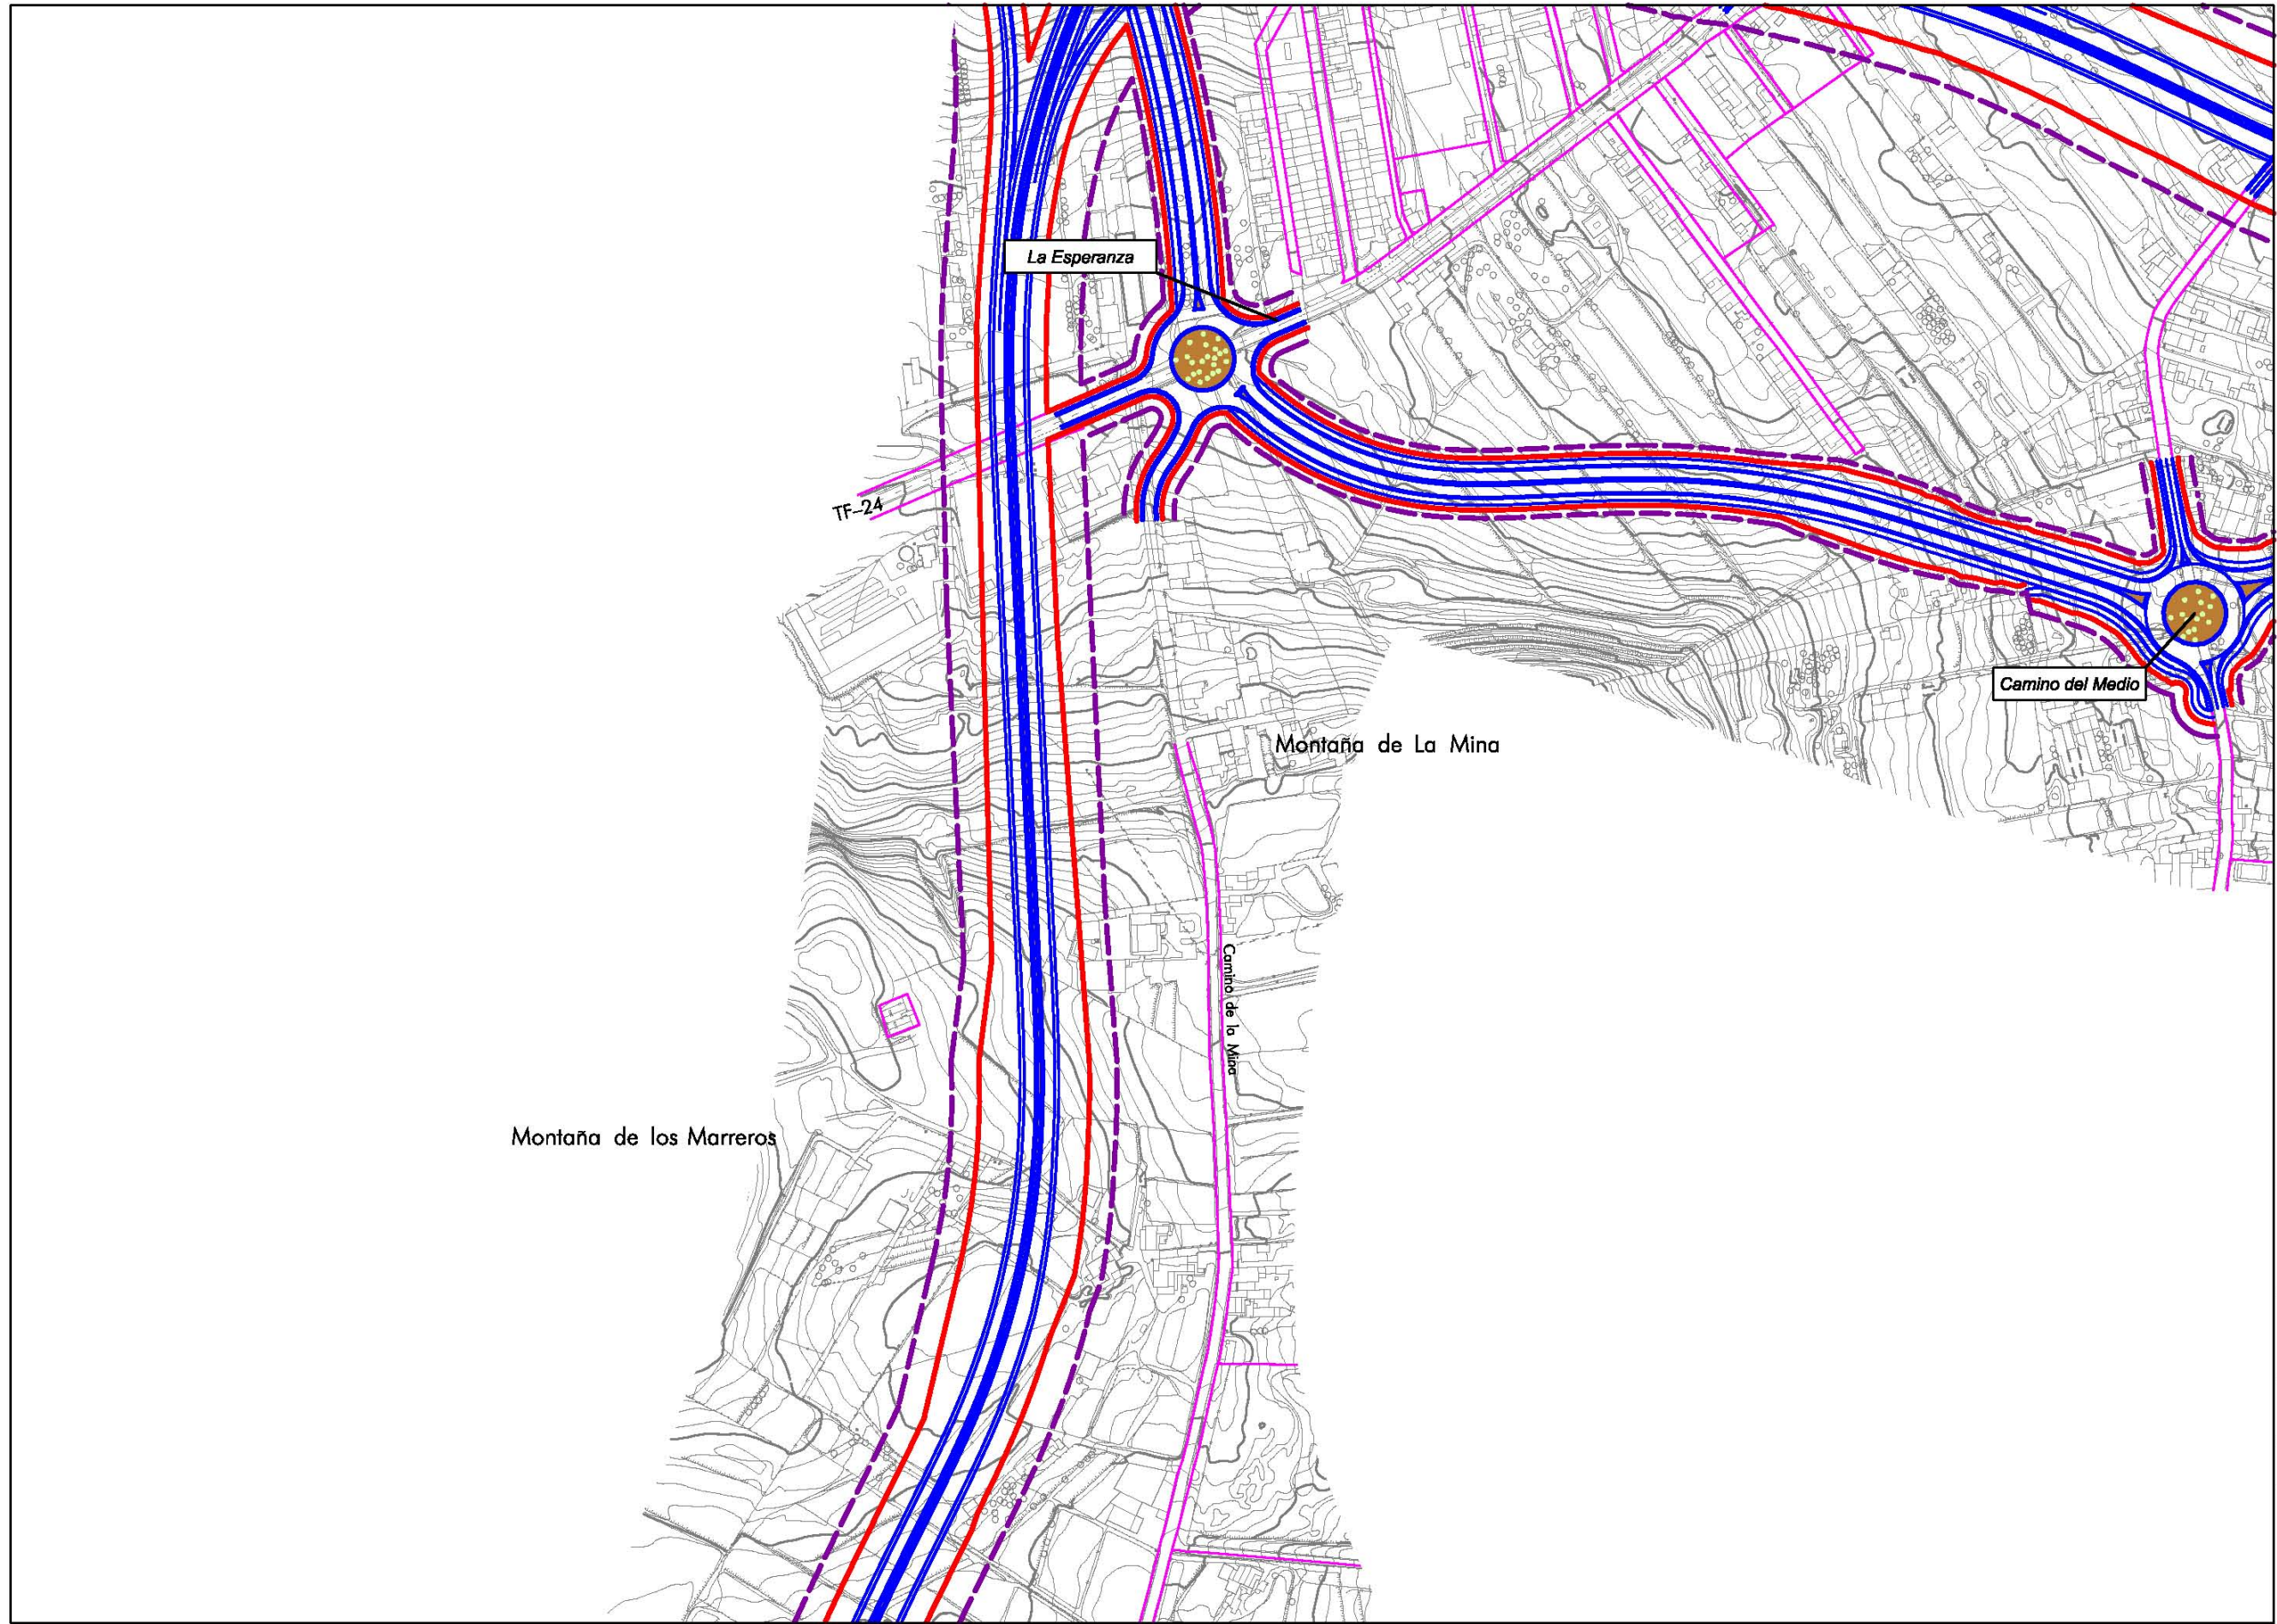 La Esperanza
TF-24
Camino del Medio
Montaña de La Mina
Camino de la Mina
Montaña de los Marreros